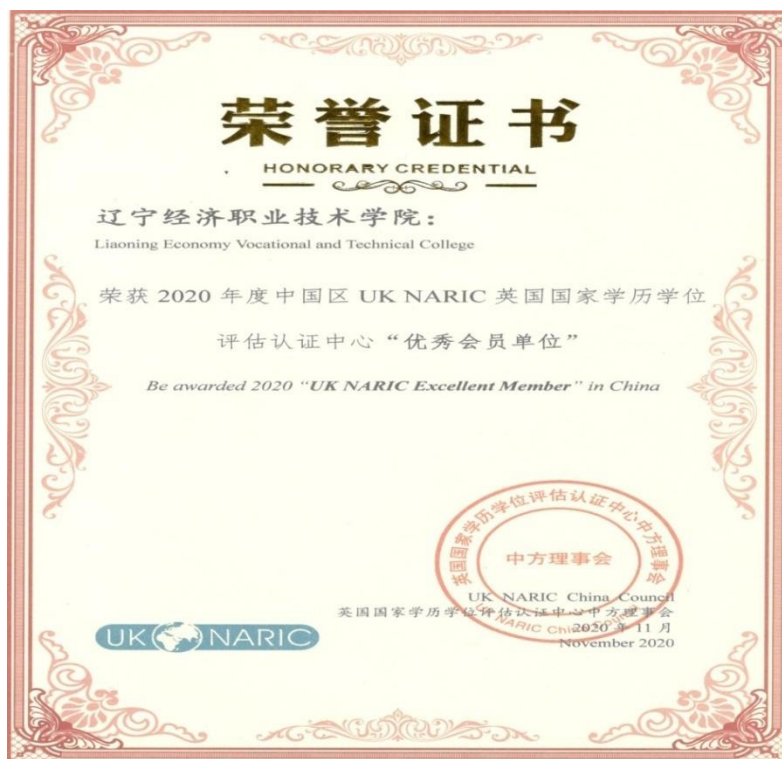 荣誉证书
HONORARY CREDENTIAL
辽宁经济职业技术学院：
Liaoning Economy Vocational and Technical College
荣获 2020 年度中国区 UK NARIC 英国国家学历学位
评估认证中心“优秀会员单位”
Be awarded 2020 “UK NARIC Excellent Member” in China
英国国家学历学位评估认证中心中方理事会
中方理事会
UK NARIC China Council
UK NARIC China Council
英国国家学历学位评估认证中心中方理事会
2020 年 11 月
November 2020
UK NARIC